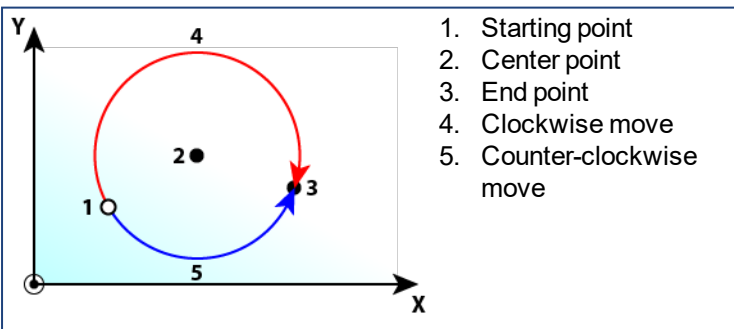 Y
4
2
3
1
5
X
1. Starting point
2. Center point
3. End point
4. Clockwise move
5. Counter-clockwise
move